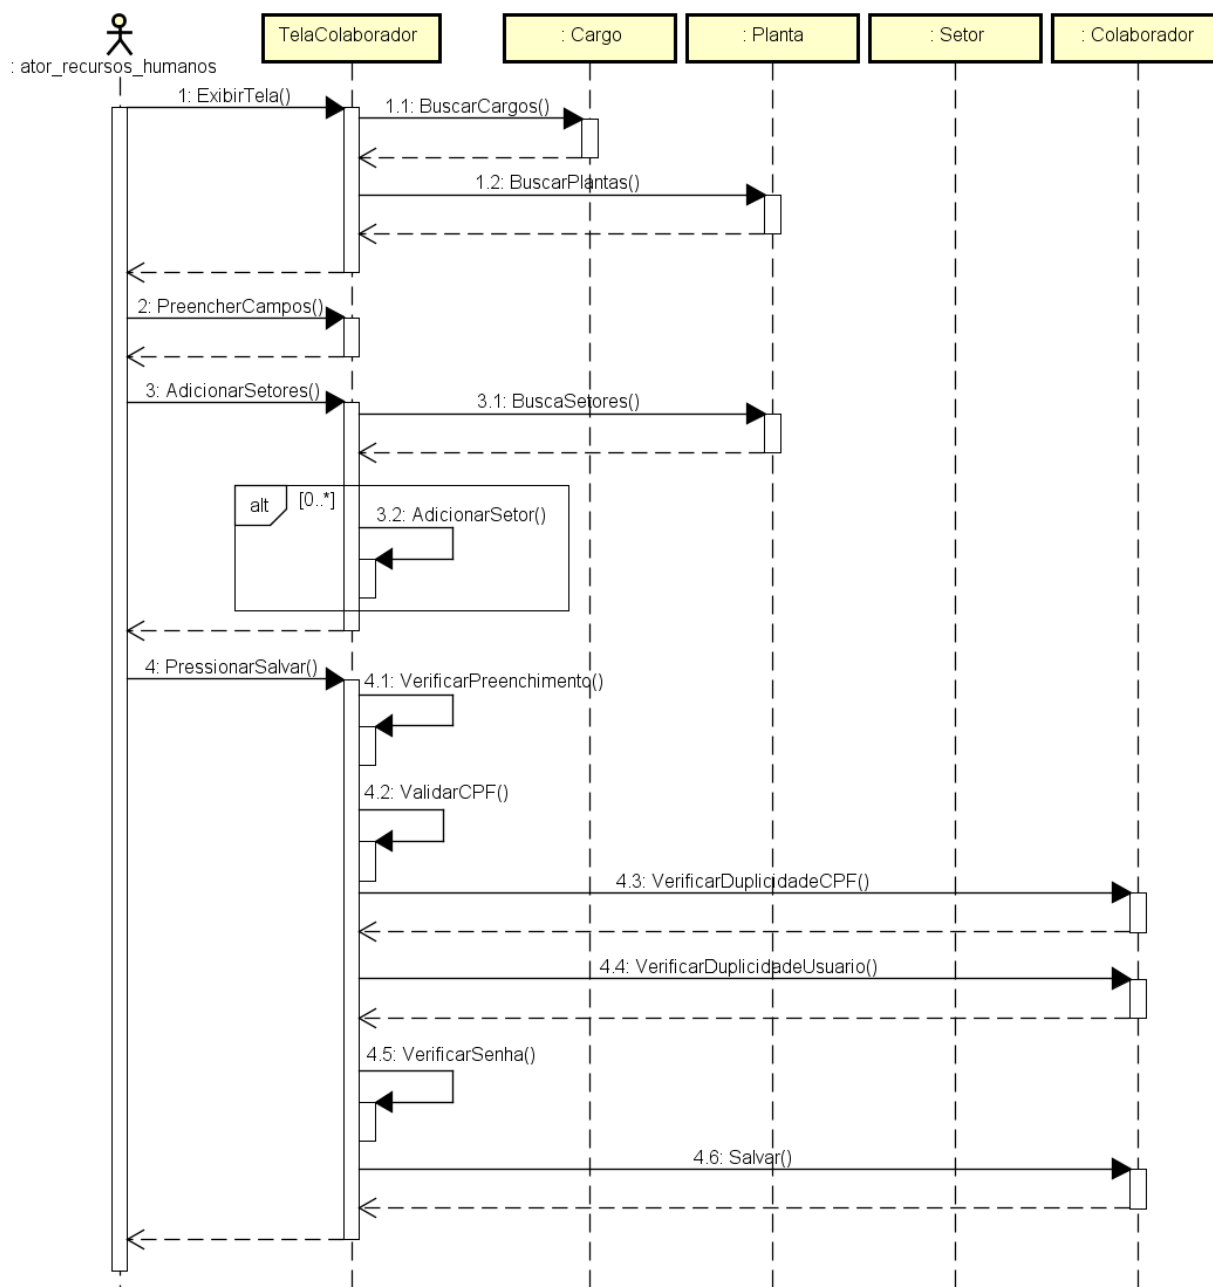 TelaColaborador
: Cargo
: Planta
: Setor
: Colaborador
: ator_recursos_humanos
1: ExibirTela()
1.1: BuscarCargos()
1.2: BuscarPlantas()
2: PreencherCampos()
3: AdicionarSetores()
3.1: BuscaSetores()
alt
[0..*]
3.2: AdicionarSetor()
4: PressionarSalvar()
4.1: VerificarPreenchimento()
4.2: ValidarCPF()
4.3: VerificarDuplicidadeCPF()
4.4: VerificarDuplicidadeUsuario()
4.5: VerificarSenha()
4.6: Salvar()